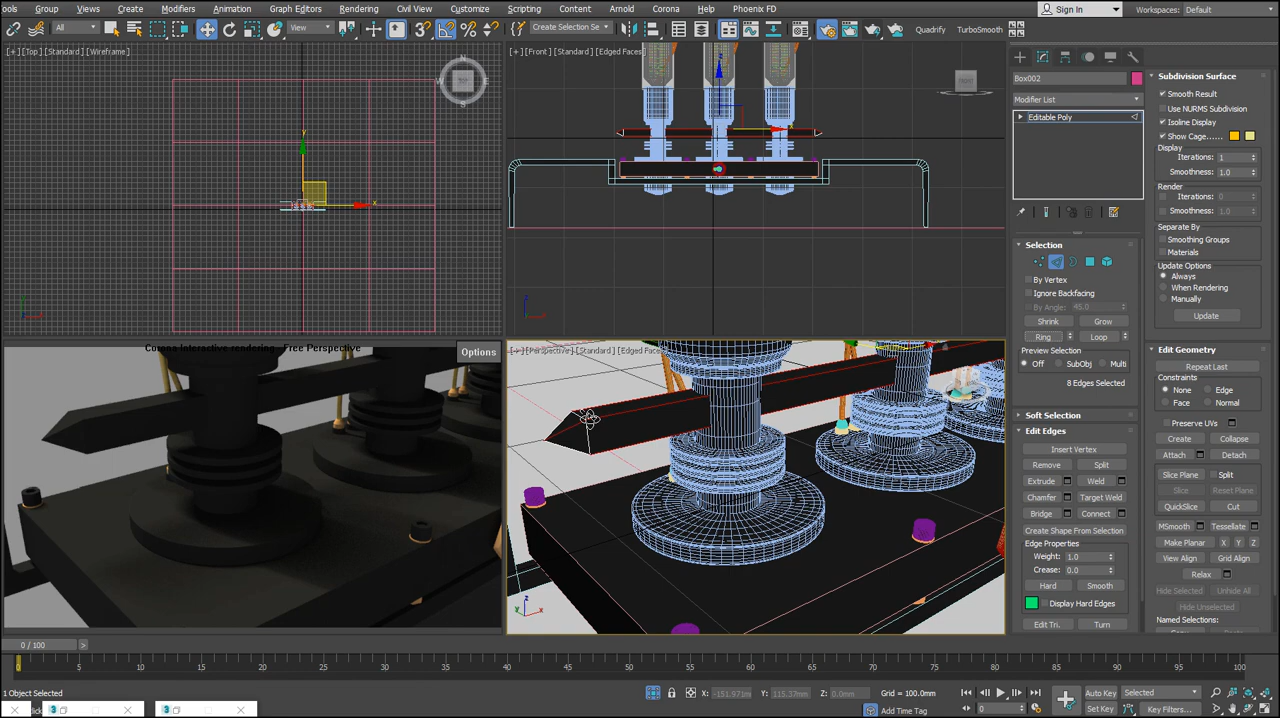 ools Group Views Create Modifiers Animation Graph Editors Rendering Civil View Customize Scripting Content Arnold Corona Help Phoenix FD Sign In Workspaces: Default
All View Create Selection Se Quadrify TurboSmooth
[+] [Top] [Standard] [Wireframe]
[+] [Front] [Standard] [Edged Faces]
N
W TOP E
FRONT
y
x
z
x
Corona Interactive rendering - Free Perspective
Options
[+] [Perspective] [Standard] [Edged Faces]
z
y x
Box002
Modifier List
Editable Poly
Selection
By Vertex
Ignore Backfacing
By Angle: 45.0
Shrink Grow
Ring Loop
Preview Selection
Off SubObj Multi
8 Edges Selected
Soft Selection
Edit Edges
Insert Vertex
Remove Split
Extrude Weld
Chamfer Target Weld
Bridge Connect
Create Shape From Selection
Edge Properties
Weight: 1.0
Crease: 0.0
Hard Smooth
Display Hard Edges
Edit Tri. Turn
Subdivision Surface
Smooth Result
Use NURMS Subdivision
Isoline Display
Show Cage......
Display
Iterations: 1
Smoothness: 1.0
Render
Iterations: 0
Smoothness: 1.0
Separate By
Smoothing Groups
Materials
Update Options
Always
When Rendering
Manually
Update
Edit Geometry
Repeat Last
Constraints
None Edge
Face Normal
Preserve UVs
Create Collapse
Attach Detach
Slice Plane Split
Slice Reset Plane
QuickSlice Cut
MSmooth Tessellate
Make Planar X Y Z
View Align Grid Align
Relax
Hide Selected Unhide All
Hide Unselected
Named Selections:
0 / 100 >
0 5 10 15 20 25 30 35 40 45 50 55 60 65 70 75 80 85 90 95 100
1 Object Selected
X: -151.971m Y: 115.37mm Z: 0.0mm Grid = 100.0mm
Auto Key Selected
0 Set Key Key Filters...
Add Time Tag